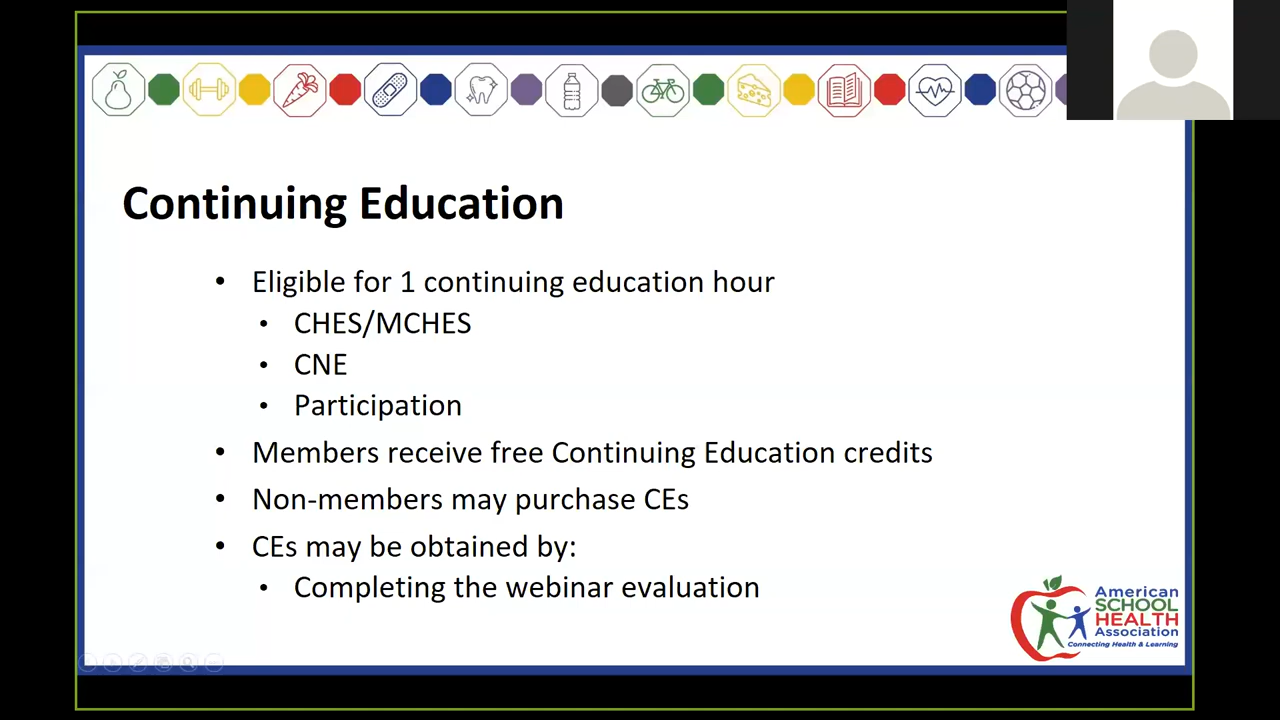 Continuing Education
• Eligible for 1 continuing education hour
• CHES/MCHES
• CNE
• Participation
• Members receive free Continuing Education credits
• Non-members may purchase CEs
• CEs may be obtained by:
• Completing the webinar evaluation
American
SCHOOL
HEALTH
Association
Connecting Health & Learning